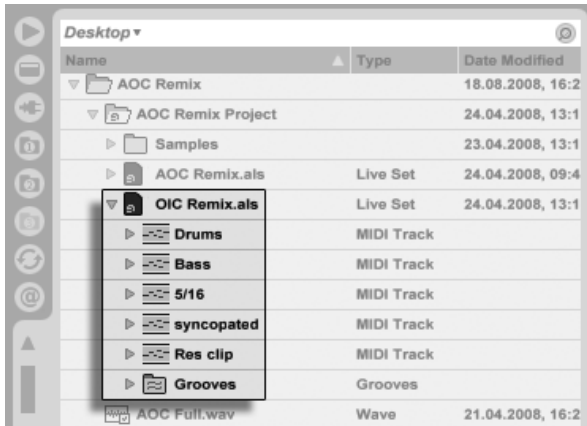 Desktop
Name Type Date Modified
AOC Remix 18.08.2008, 16:2
AOC Remix Project 24.04.2008, 13:1
Samples 23.04.2008, 13:1
AOC Remix.als Live Set 24.04.2008, 09:4
OIC Remix.als Live Set 24.04.2008, 13:1
Drums MIDI Track
Bass MIDI Track
5/16 MIDI Track
syncopated MIDI Track
Res clip MIDI Track
Grooves Grooves
AOC Full.wav Wave 21.04.2008, 16:2